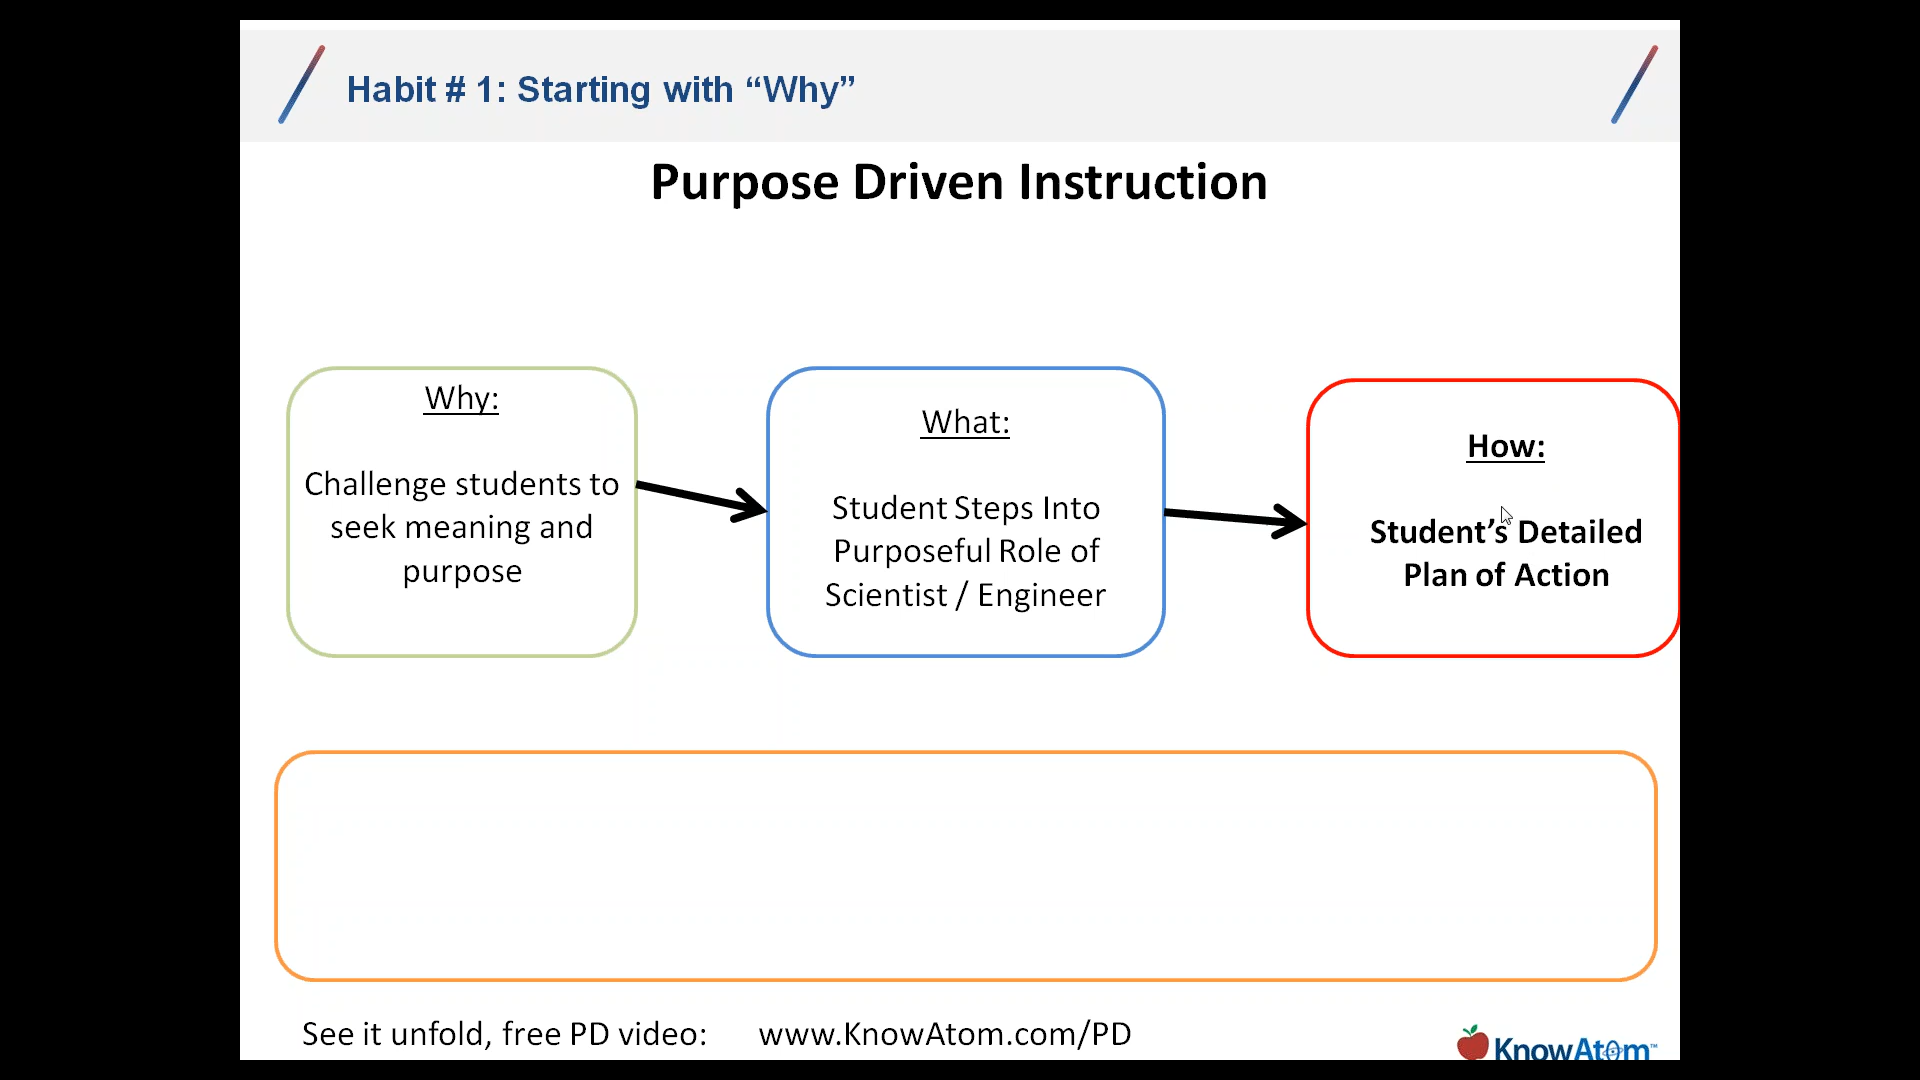 Habit # 1: Starting with “Why”
Purpose Driven Instruction
Why:
Challenge students to
seek meaning and
purpose
What:
Student Steps Into
Purposeful Role of
Scientist / Engineer
How:
Student’s Detailed
Plan of Action
See it unfold, free PD video: www.KnowAtom.com/PD
KnowAtom™